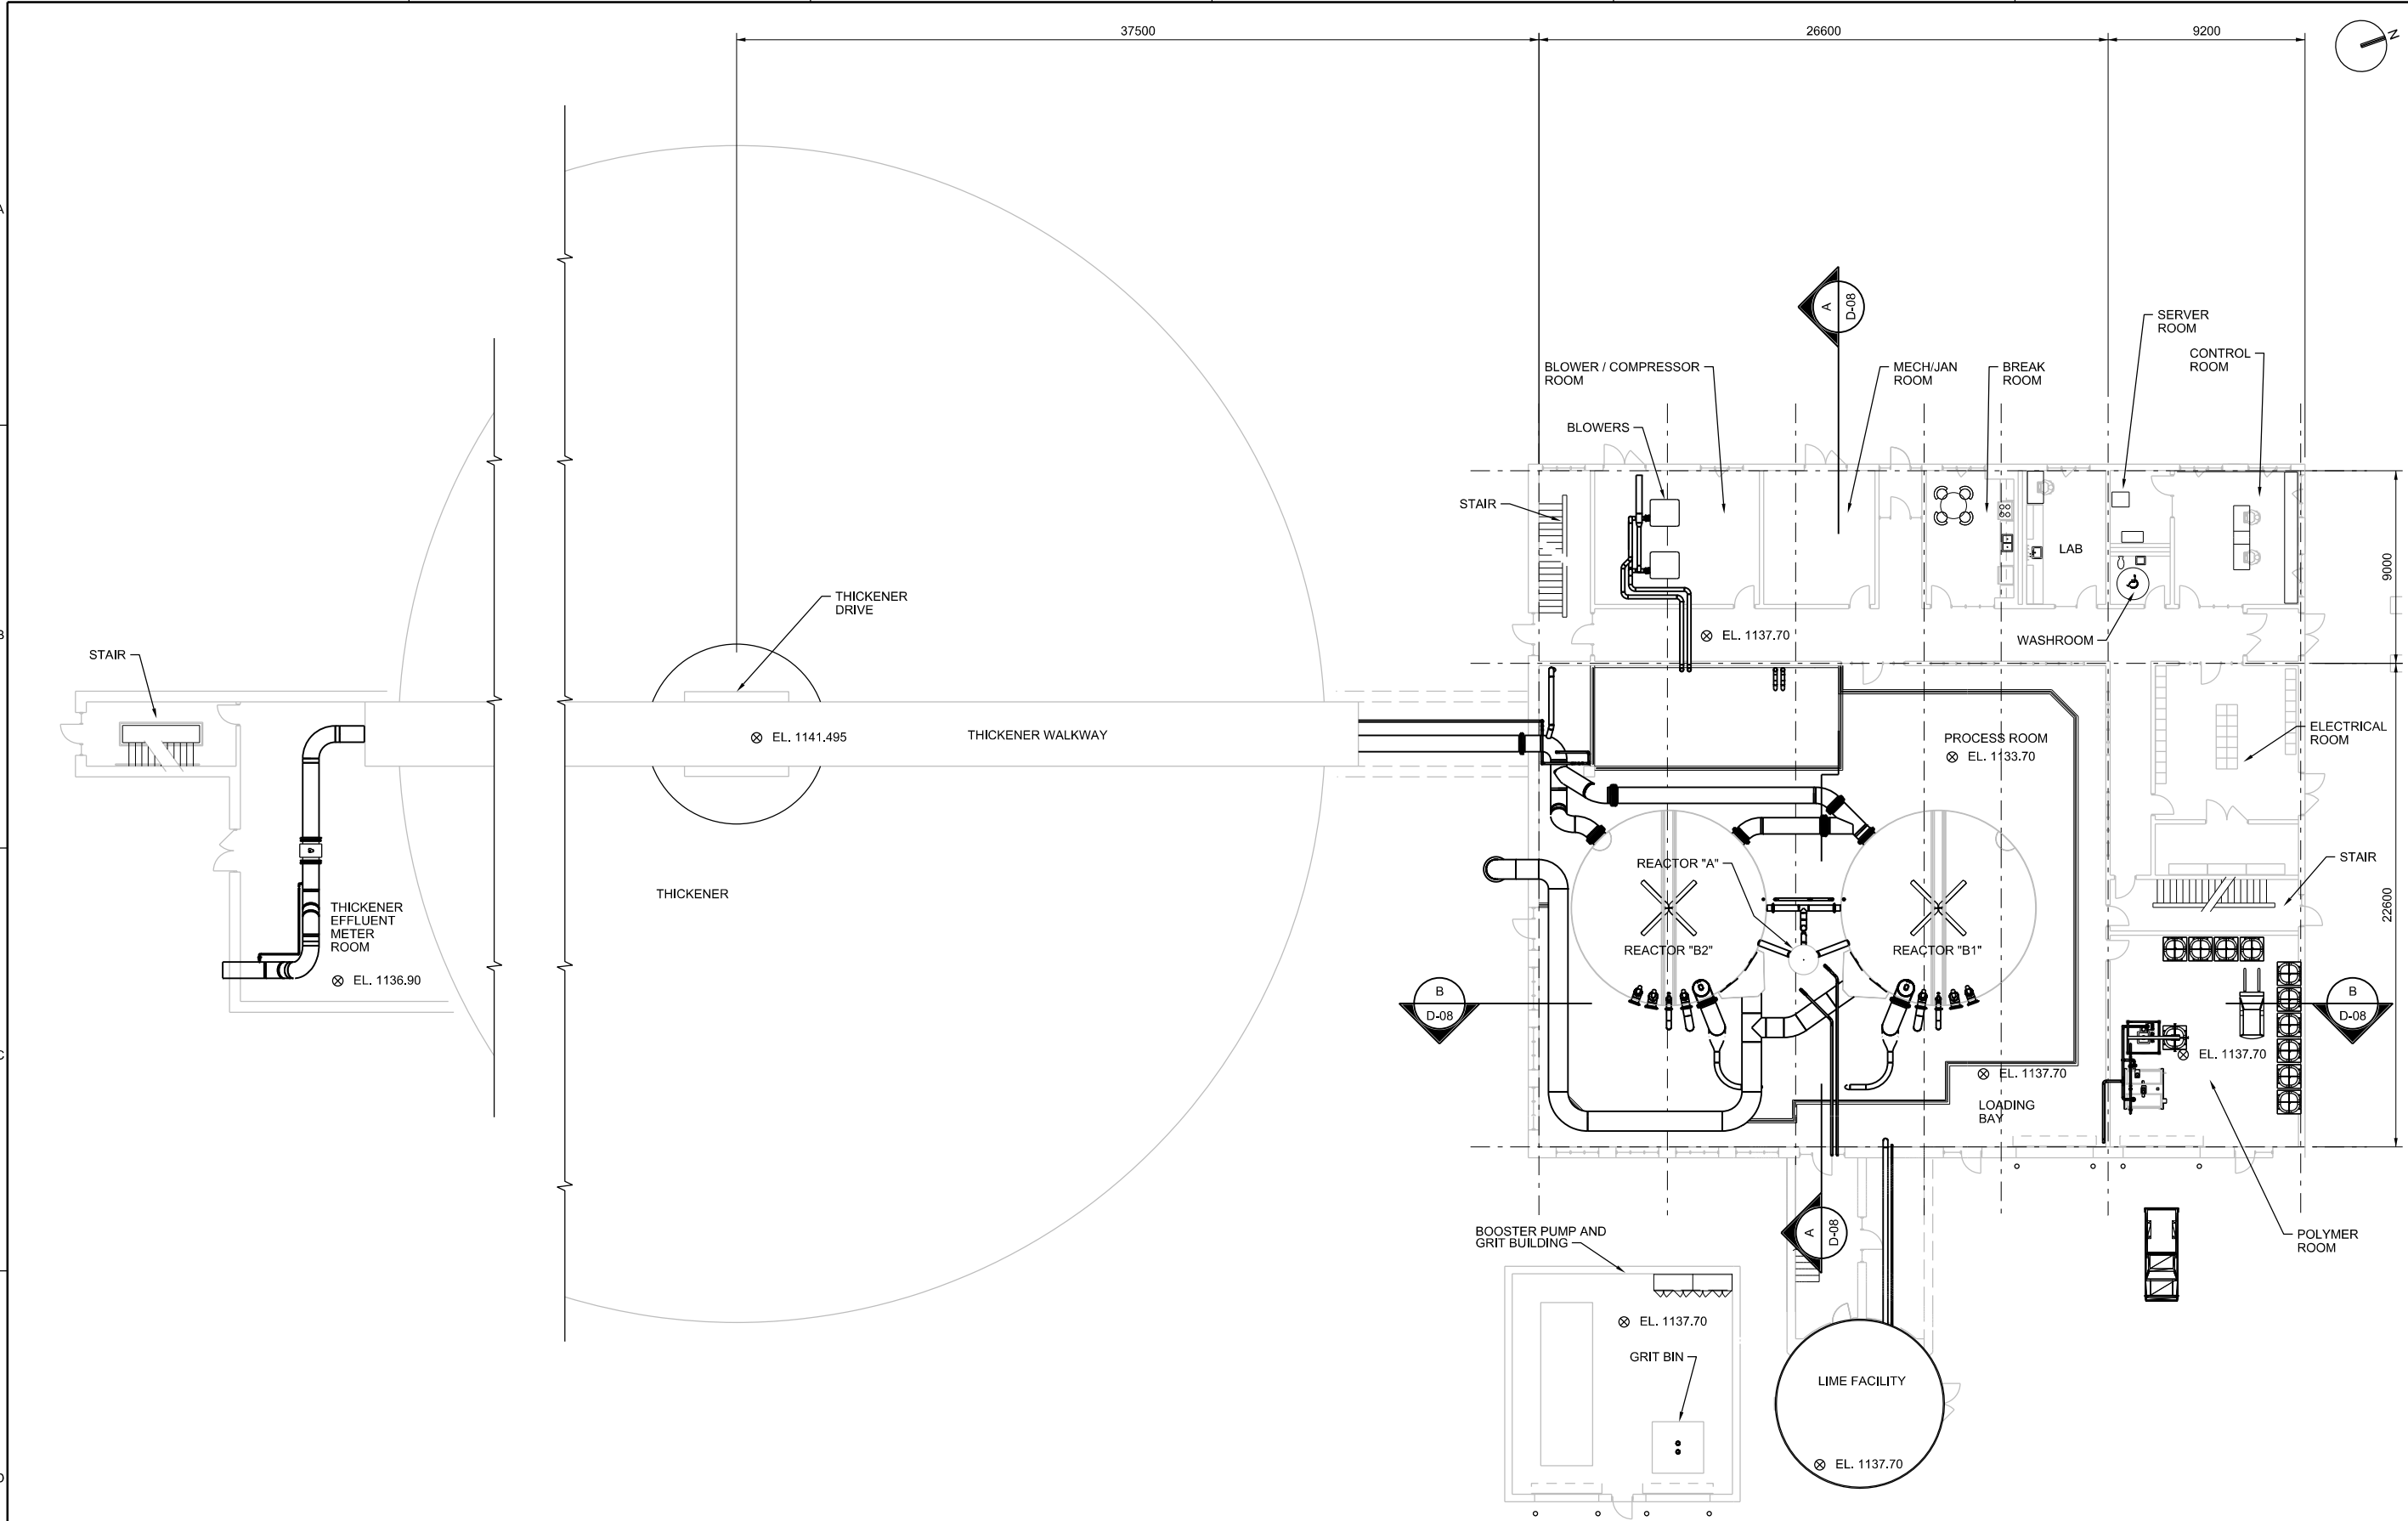 37500
26600
9200
N
A
A
D-08
SERVER
ROOM
CONTROL
ROOM
BLOWER / COMPRESSOR
ROOM
MECH/JAN
ROOM
BREAK
ROOM
BLOWERS
STAIR
LAB
9000
THICKENER
DRIVE
B
EL. 1137.70
WASHROOM
STAIR
EL. 1141.495
THICKENER WALKWAY
PROCESS ROOM
EL. 1133.70
ELECTRICAL
ROOM
REACTOR "A"
STAIR
THICKENER
22600
THICKENER
EFFLUENT
METER
ROOM
REACTOR "B2"
REACTOR "B1"
EL. 1136.90
B
D-08
B
D-08
C
EL. 1137.70
EL. 1137.70
LOADING
BAY
BOOSTER PUMP AND
GRIT BUILDING
A
D-08
POLYMER
ROOM
EL. 1137.70
GRIT BIN
LIME FACILITY
EL. 1137.70
D